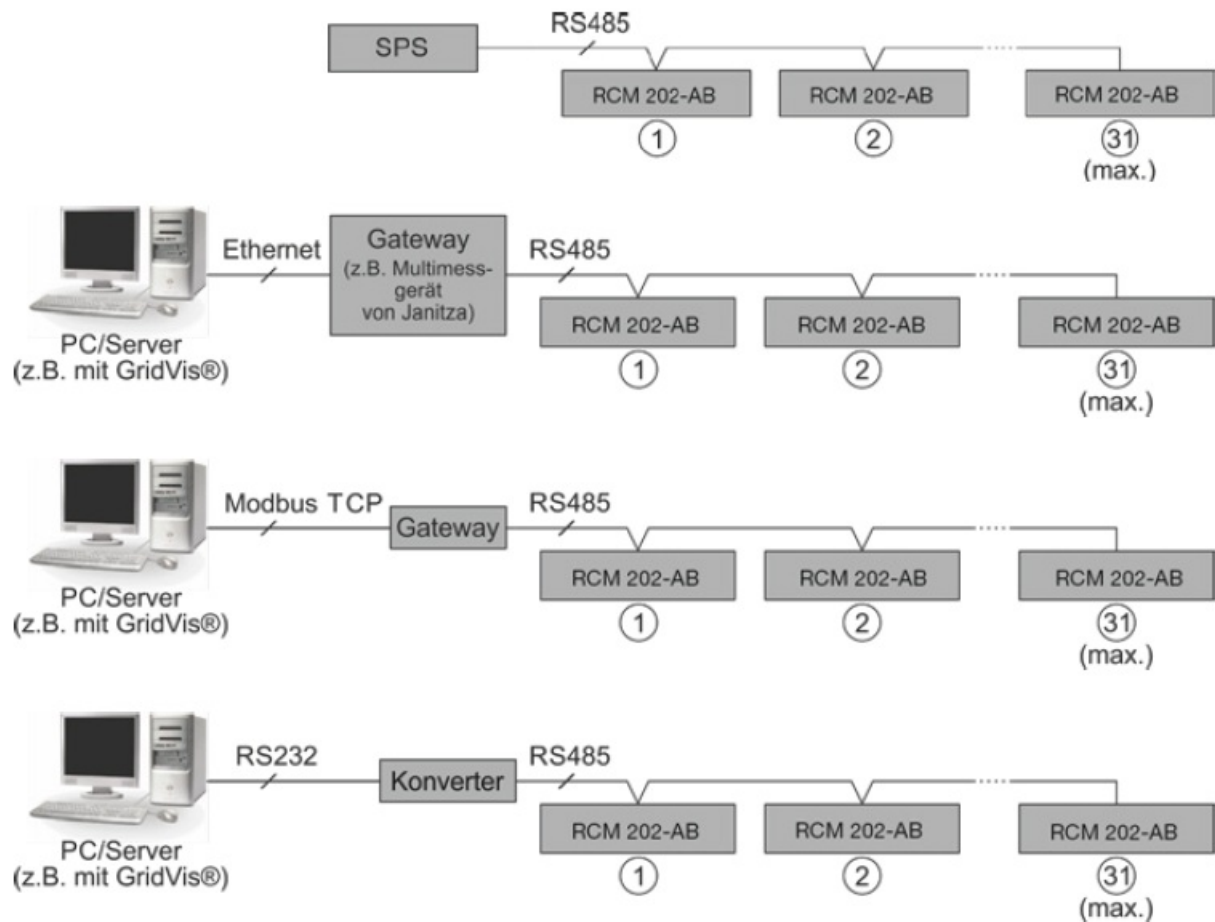 RS485
SPS
RCM 202-AB
RCM 202-AB
RCM 202-AB
1
2
31
(max.)
Ethernet
Gateway
(z.B. Multimess-
gerät
von Janitza)
RS485
PC/Server
(z.B. mit GridVis®)
RCM 202-AB
RCM 202-AB
RCM 202-AB
1
2
31
(max.)
Modbus TCP
Gateway
RS485
PC/Server
(z.B. mit GridVis®)
RCM 202-AB
RCM 202-AB
RCM 202-AB
1
2
31
(max.)
RS232
Konverter
RS485
PC/Server
(z.B. mit GridVis®)
RCM 202-AB
RCM 202-AB
RCM 202-AB
1
2
31
(max.)